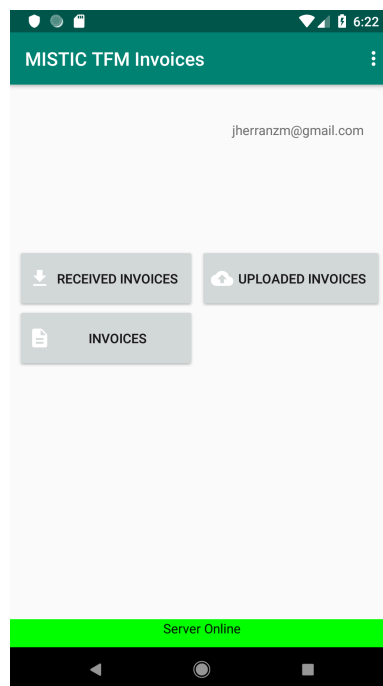 6:22
MISTIC TFM Invoices
jherranzm@gmail.com
RECEIVED INVOICES
UPLOADED INVOICES
INVOICES
Server Online